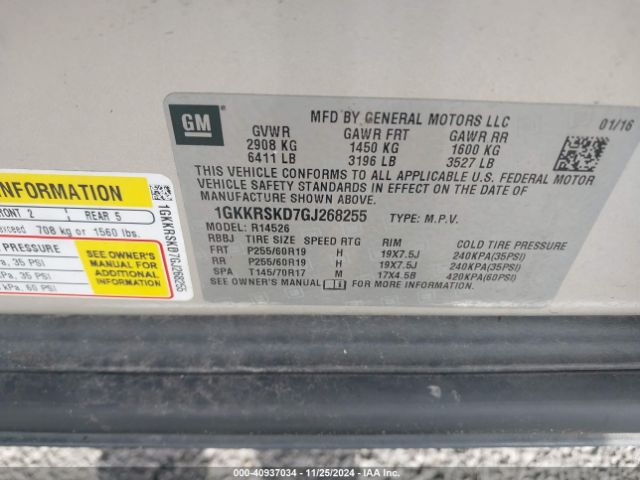 GM
MFD BY GENERAL MOTORS LLC
01/16
GVWR GAWR FRT GAWR RR
2908 KG 1450 KG 1600 KG
6411 LB 3196 LB 3527 LB
THIS VEHICLE CONFORMS TO ALL APPLICABLE U.S. FEDERAL MOTOR
VEHICLE SAFETY STANDARDS IN EFFECT ON THE DATE OF
MANUFACTURE SHOWN ABOVE.
1GKKRSKD7GJ268255 TYPE: M.P.V.
MODEL: R14526
RBBJ TIRE SIZE SPEED RTG RIM COLD TIRE PRESSURE
FRT P255/60R19 H 19X7.5J 240KPA(35PSI)
RR P255/60R19 H 19X7.5J 240KPA(35PSI)
SPA T145/70R17 M 17X4.5B 420KPA(60PSI)
SEE OWNER'S MANUAL FOR MORE INFORMATION.
INFORMATION
FRONT 2 REAR 5
exceed 708 kg or 1560 lbs.
PRESSURE
35 PSI
35 PSI
kPa, 60 PSI
SEE OWNER'S
MANUAL FOR
ADDITIONAL
INFORMATION
1GKKRSKD7GJ268255
000-40937034 - 11/25/2024 - IAA Inc.